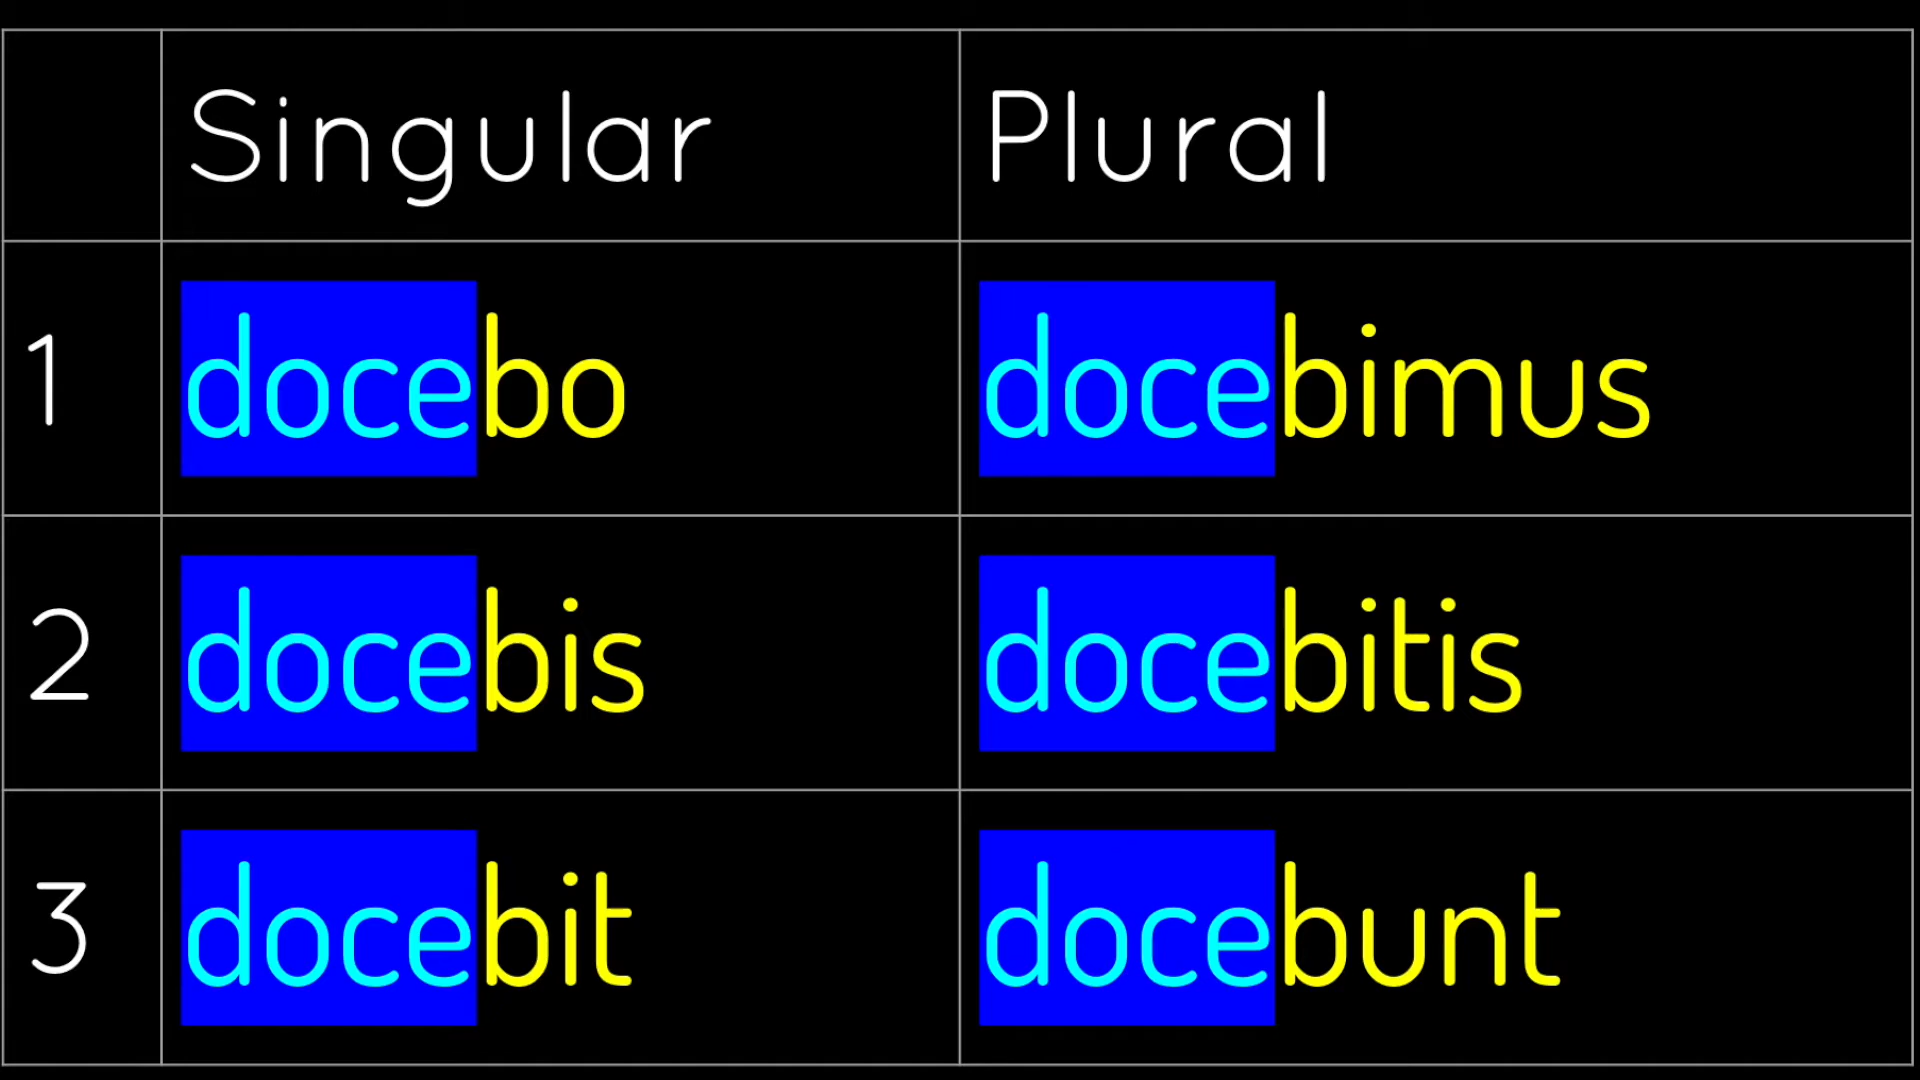 Singular Plural
1 docebo docebimus
2 docebis docebitis
3 docebit docebunt